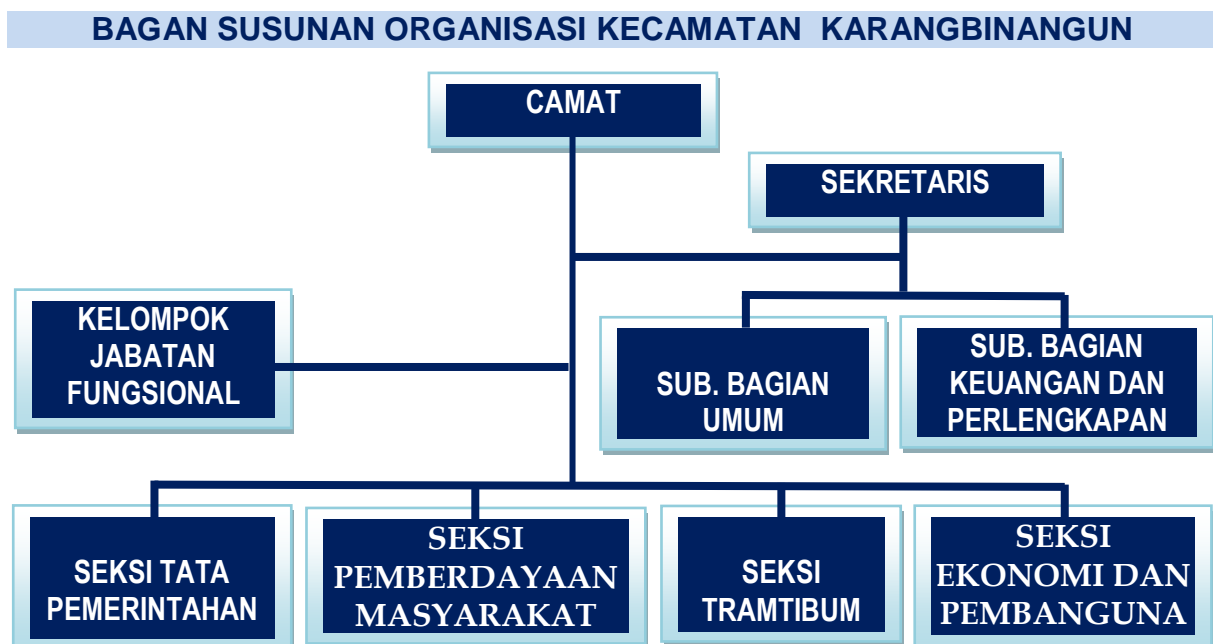 BAGAN SUSUNAN ORGANISASI KECAMATAN KARANGBINANGUN
CAMAT
SEKRETARIS
KELOMPOK
JABATAN
FUNGSIONAL
SUB. BAGIAN
UMUM
SUB. BAGIAN
KEUANGAN DAN
PERLENGKAPAN
SEKSI TATA
PEMERINTAHAN
SEKSI
PEMBERDAYAAN
MASYARAKAT
SEKSI
TRAMTIBUM
SEKSI
EKONOMI DAN
PEMBANGUNA